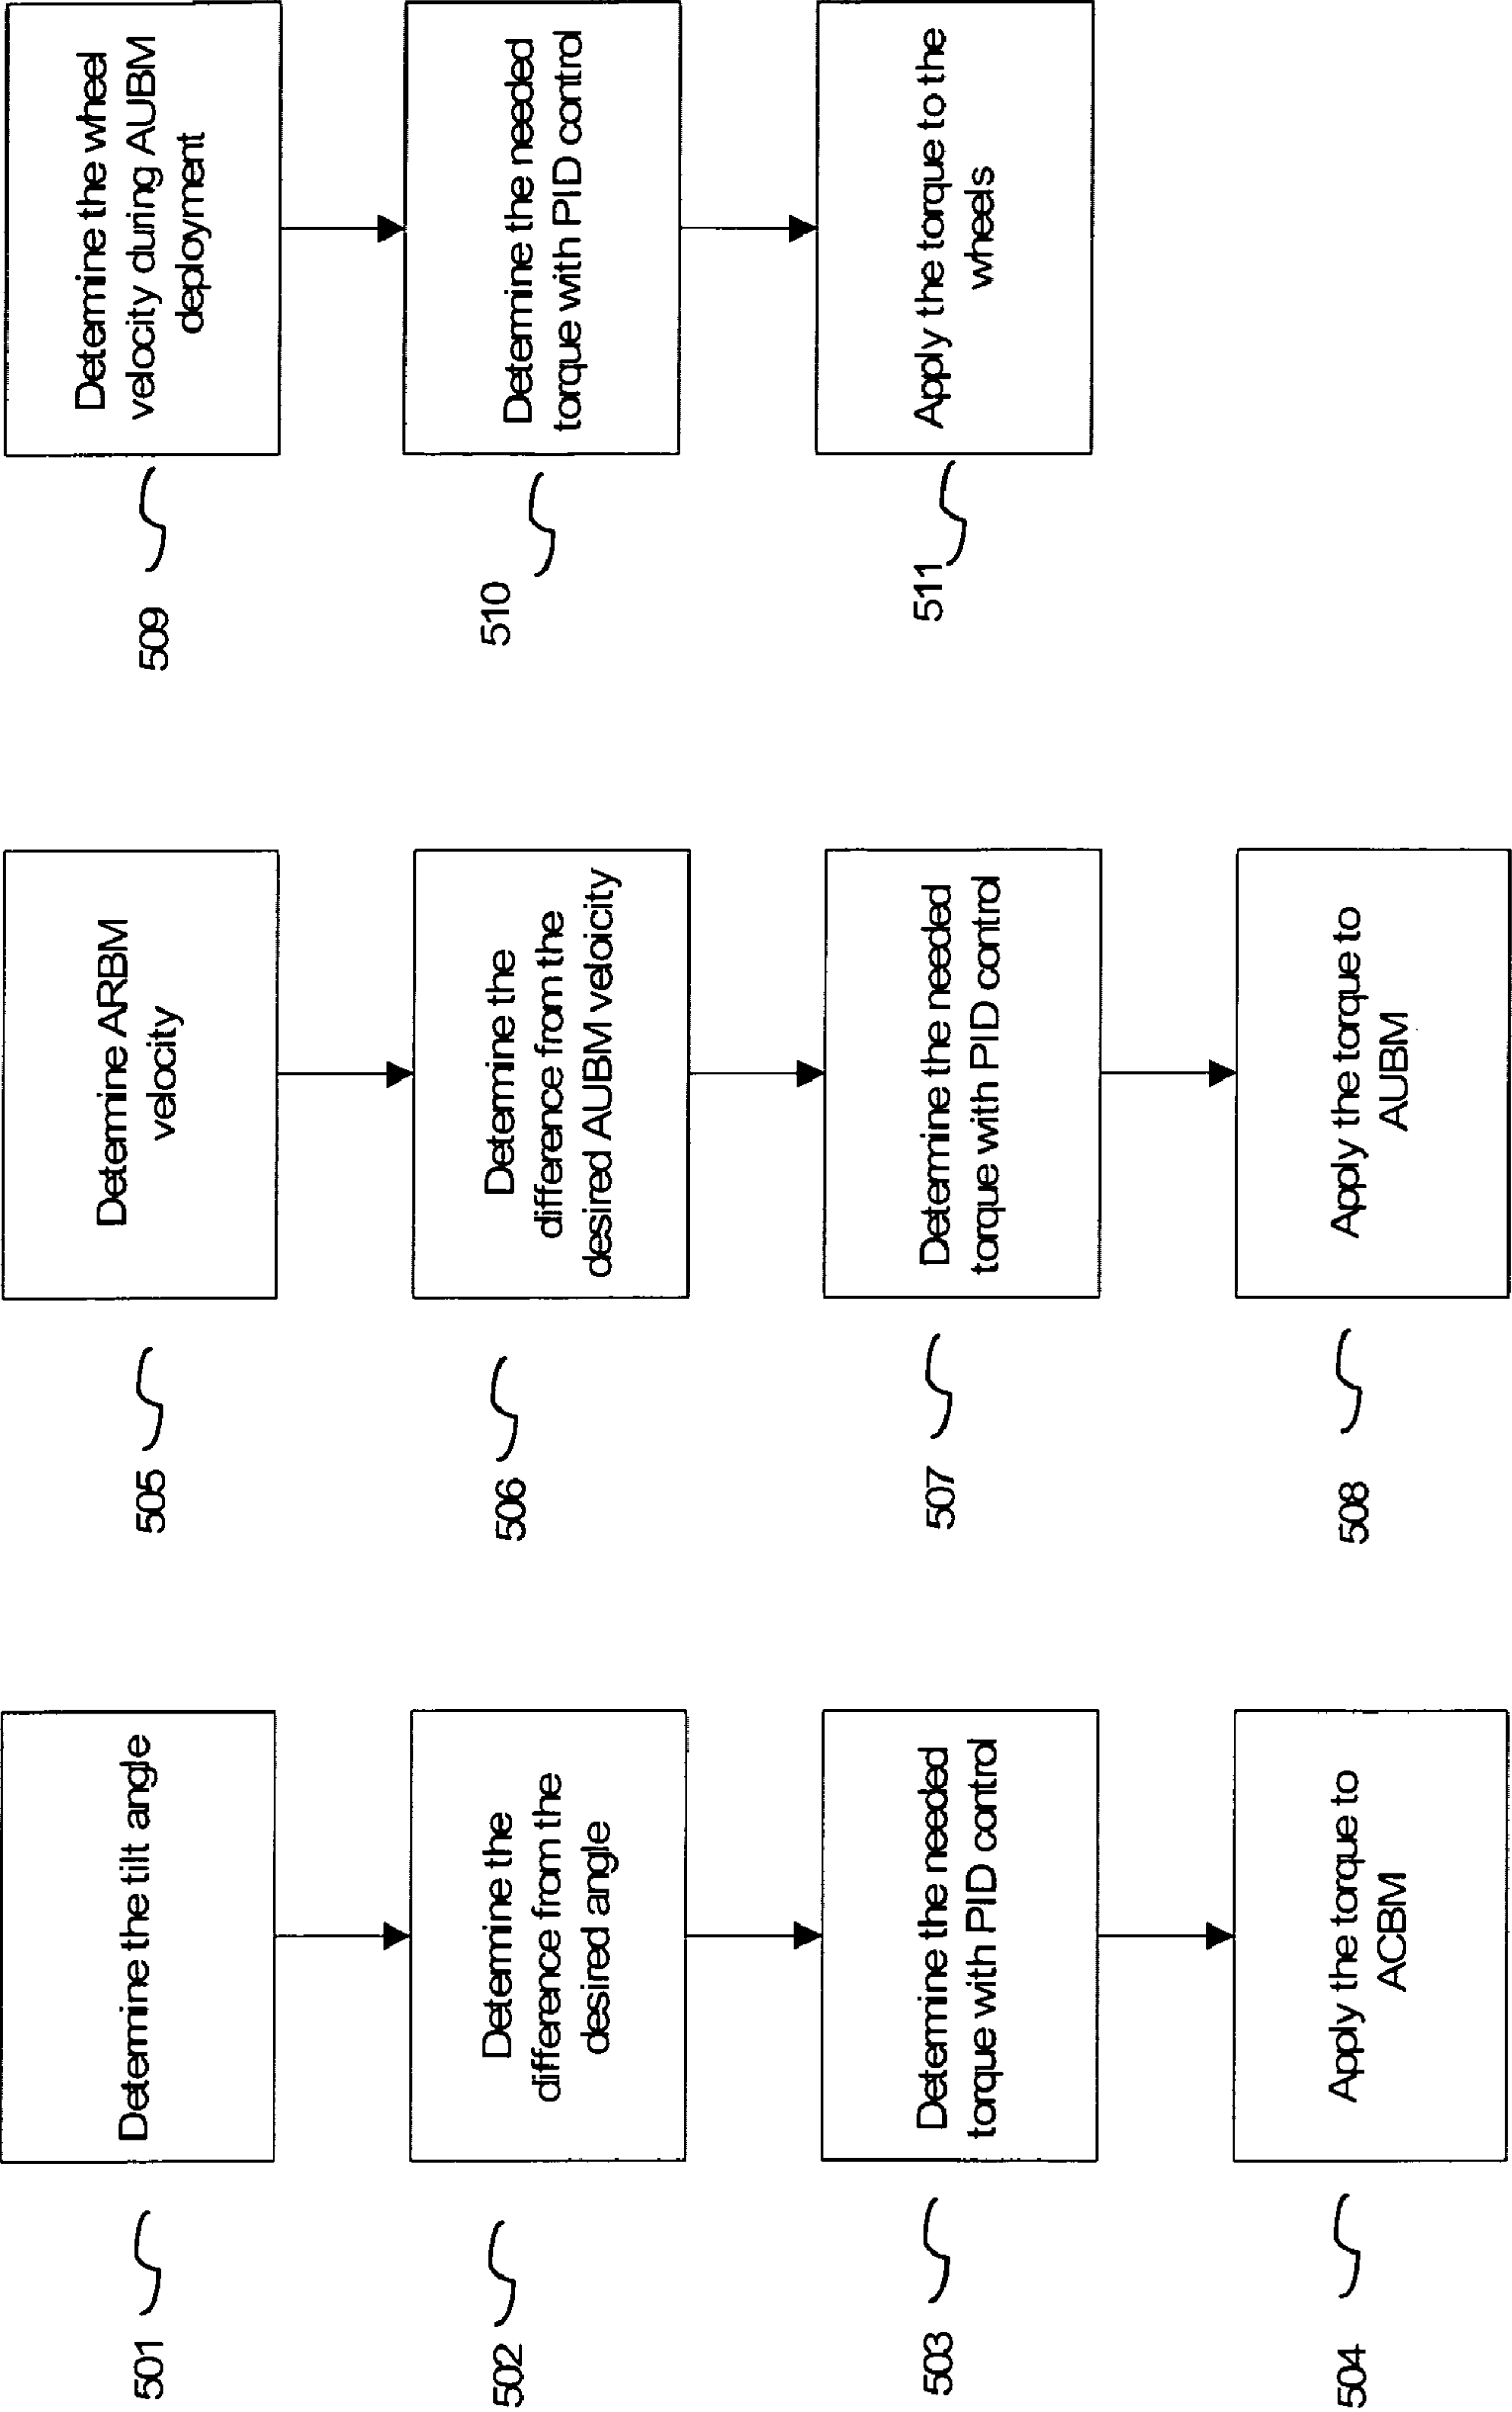 501
Determine the tilt angle
502
Determine the
difference from the
desired angle
503
Determine the needed
torque with PID control
504
Apply the torque to
ACBM
505
Determine ARBM
velocity
506
Determine the
difference from the
desired AUBM veloicity
507
Determine the needed
torque with PID control
508
Apply the torque to
AUBM
509
Determine the wheel
velocity during AUBM
deployment
510
Determine the needed
torque with PID control
511
Apply the torque to the
wheels